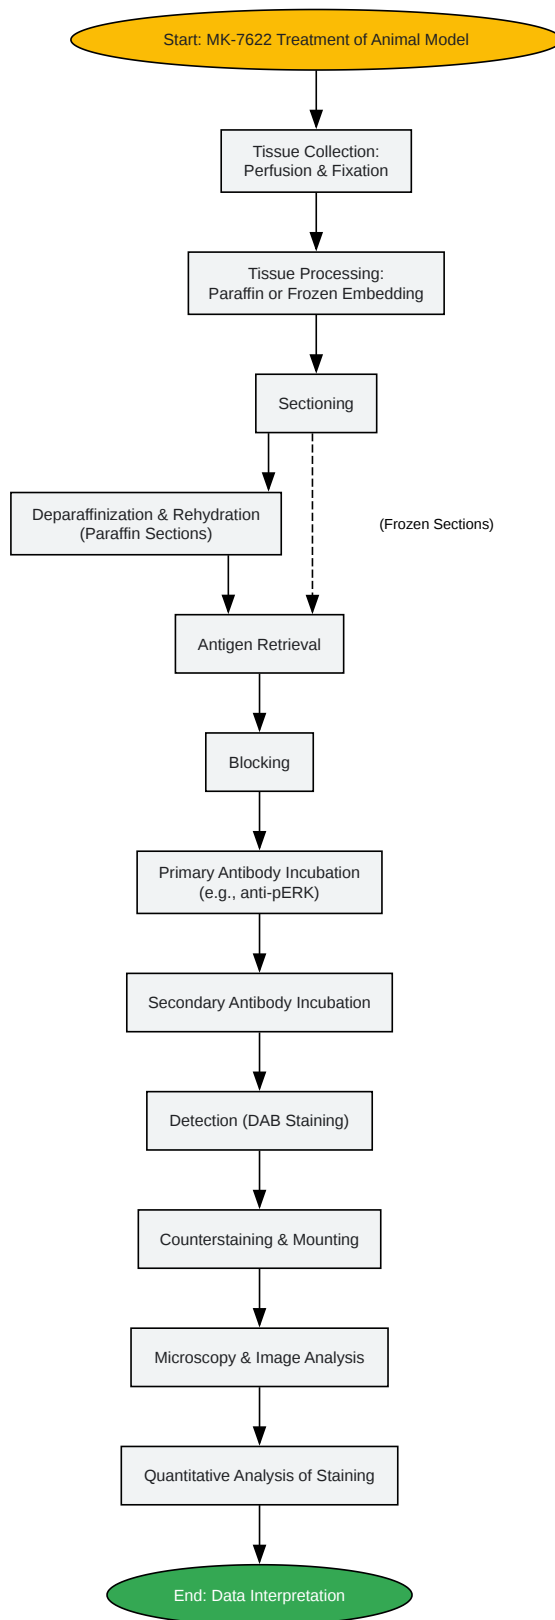 Start: MK-7622 Treatment of Animal Model
Tissue Collection:
Perfusion & Fixation
Tissue Processing:
Paraffin or Frozen Embedding
Sectioning
Deparaffinization & Rehydration
(Paraffin Sections)
(Frozen Sections)
Antigen Retrieval
Blocking
Primary Antibody Incubation
(e.g., anti-pERK)
Secondary Antibody Incubation
Detection (DAB Staining)
Counterstaining & Mounting
Microscopy & Image Analysis
Quantitative Analysis of Staining
End: Data Interpretation